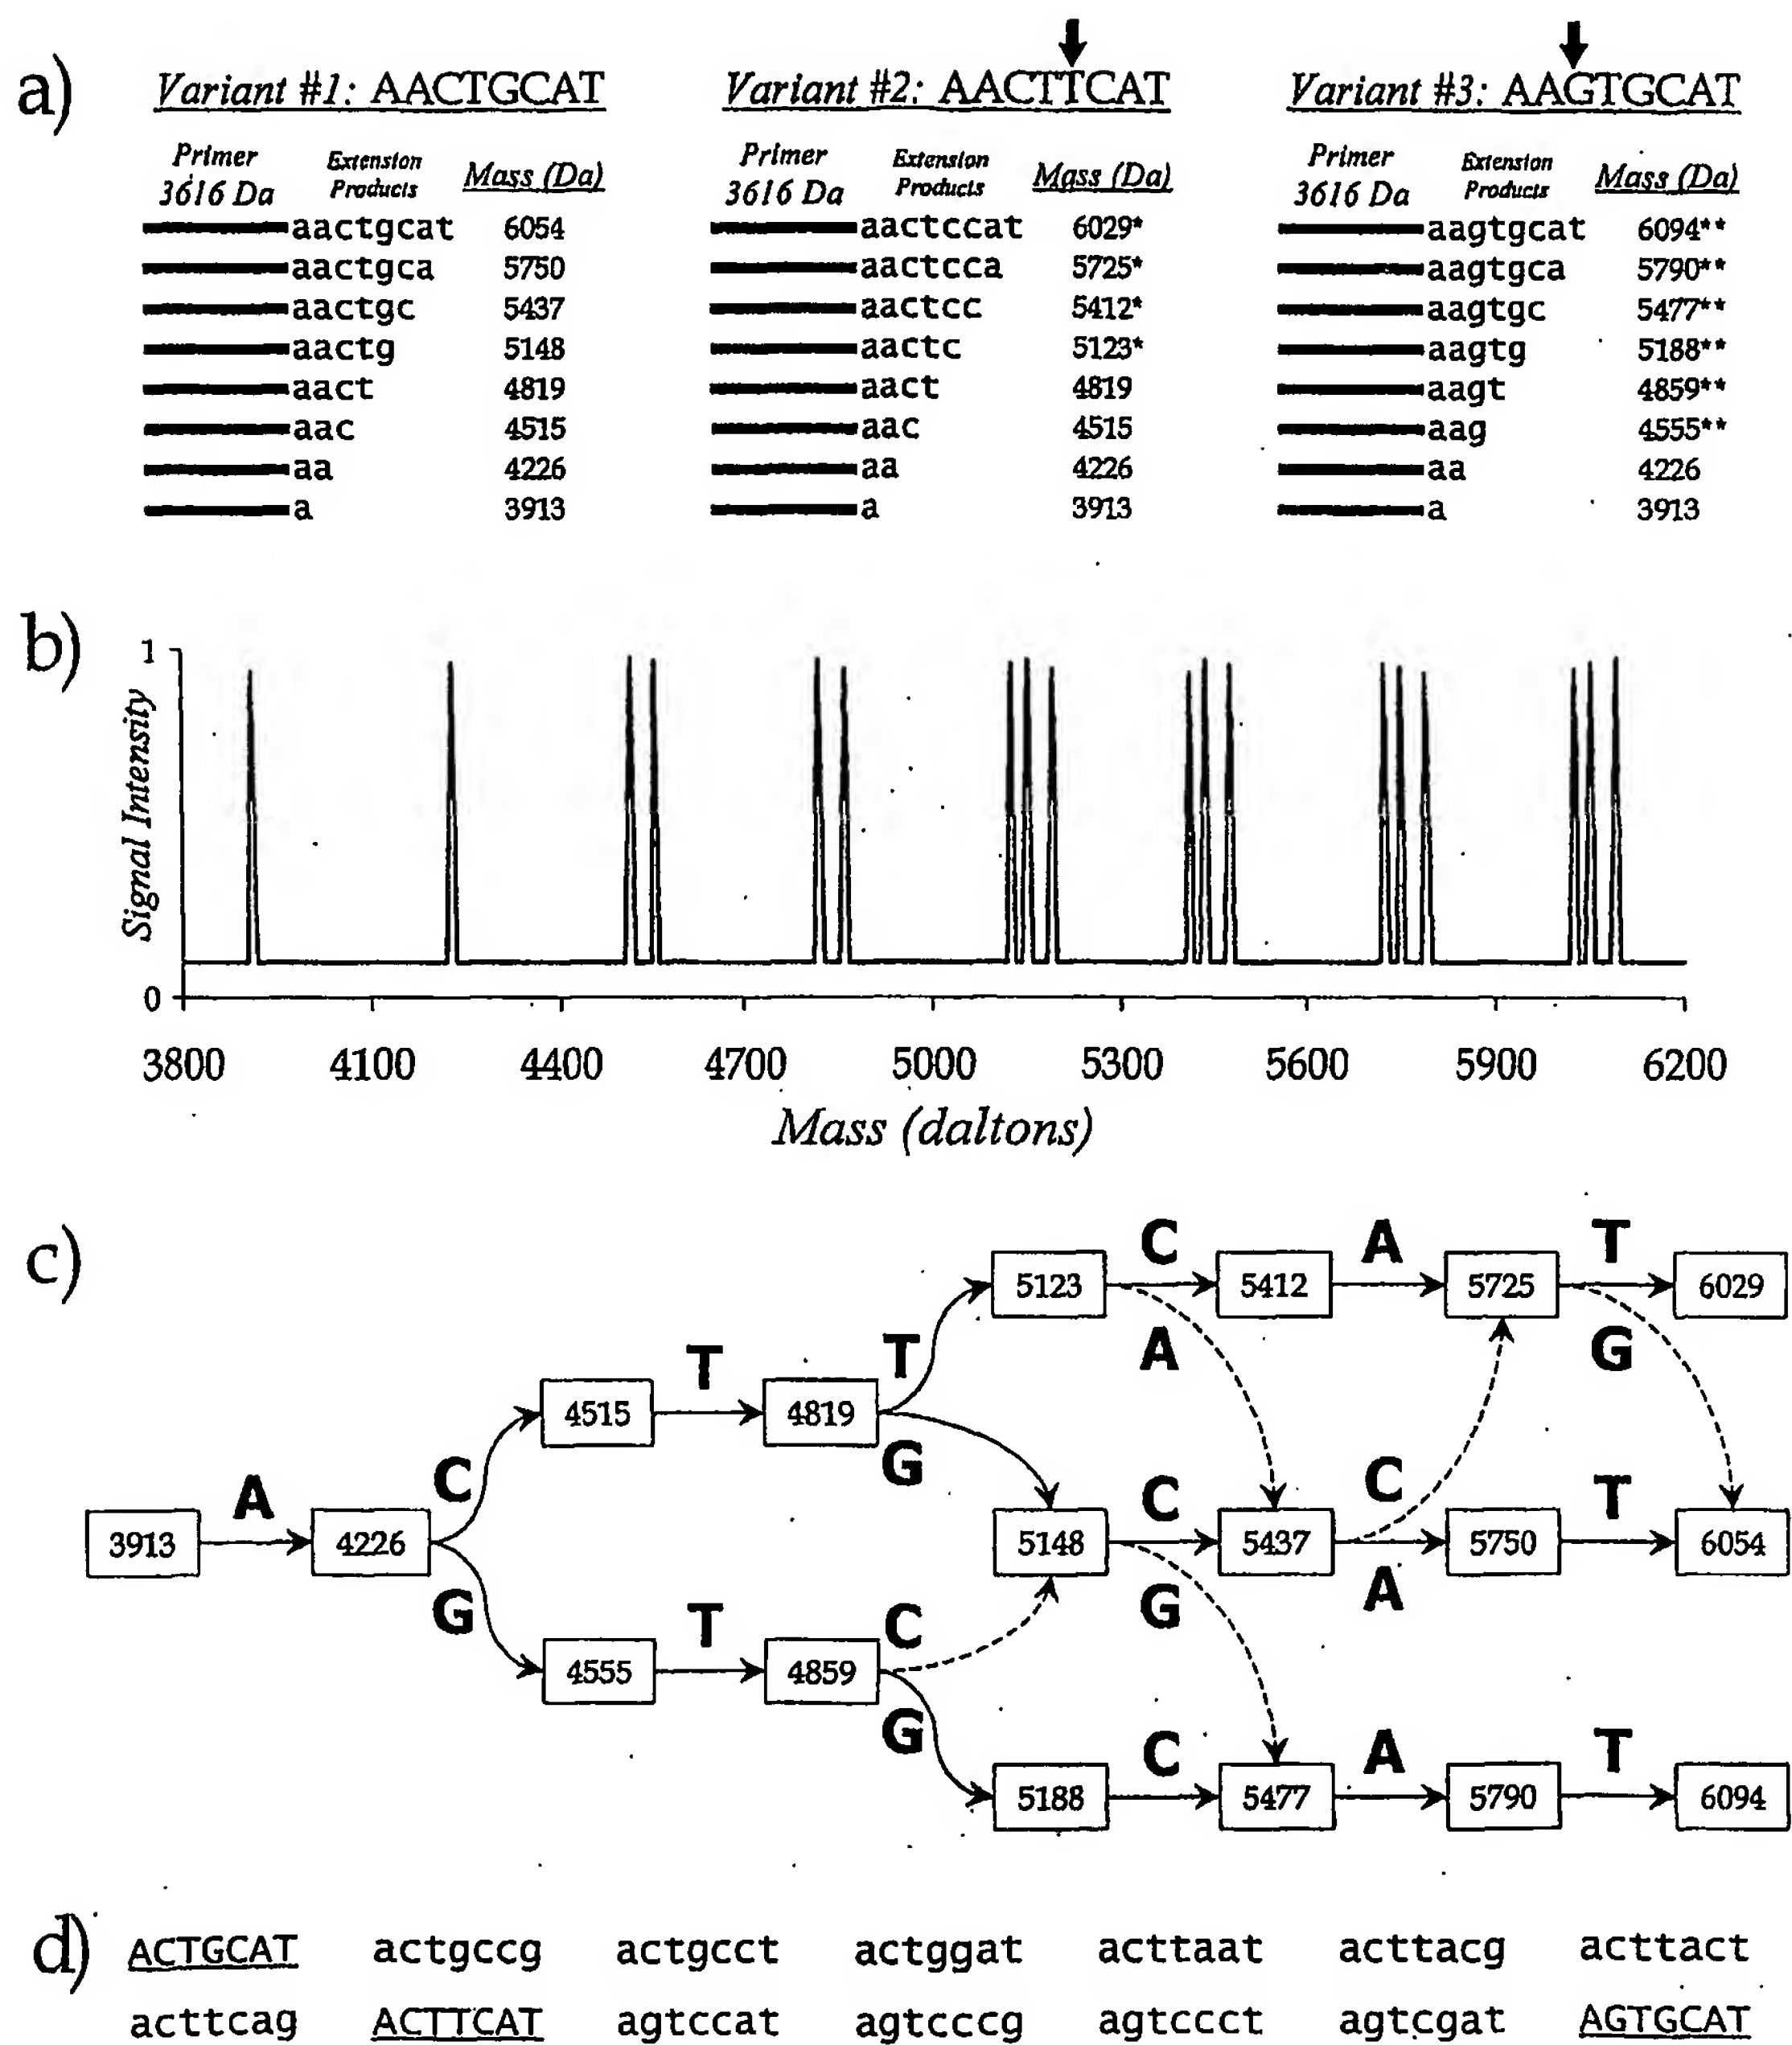 a)
Variant #1: AACTGCAT
Primer 3616 Da
Extension Products
Mass (Da)
aactgcat 6054
aactgca 5750
aactgc 5437
aactg 5148
aact 4819
aac 4515
aa 4226
a 3913
Variant #2: AACTTCAT
Primer 3616 Da
Extension Products
Mass (Da)
aactccat 6029*
aactcca 5725*
aactcc 5412*
aactc 5123*
aact 4819
aac 4515
aa 4226
a 3913
Variant #3: AAGTGCAT
Primer 3616 Da
Extension Products
Mass (Da)
aagtgcat 6094**
aagtgca 5790**
aagtgc 5477**
aagtg 5188**
aagt 4859**
aag 4555**
aa 4226
a 3913
b)
1
Signal Intensity
0
3800 4100 4400 4700 5000 5300 5600 5900 6200
Mass (daltons)
c)
C A T
5123 5412 5725 6029
T A G
T
4515 4819
C G
A C C T
3913 4226 5148 5437 5750 6054
G T C G A
4555 4859
G C A T
5188 5477 5790 6094
d)
ACTGCAT actgccg actgcct actggat acttaat acttacg acttact
acttcag ACTTCAT agtccat agtcccg agtccct agtcgat AGTGCAT